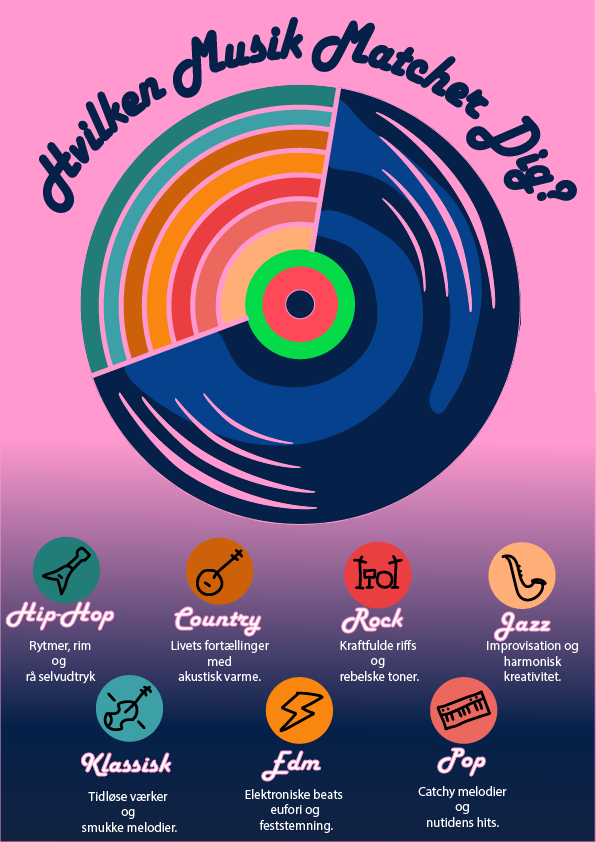 Hvilken Musik Matcher Dig?
Hip-Hop
Rytmer, rim
og
rå selvudtryk
Country
Livets fortællinger
med
akustisk varme.
Rock
Kraftfulde riffs
og
rebelske toner.
Jazz
Improvisation og
harmonisk
kreativitet.
Klassisk
Tidløse værker
og
smukke melodier.
Edm
Elektroniske beats
eufori og
feststemning.
Pop
Catchy melodier
og
nutidens hits.